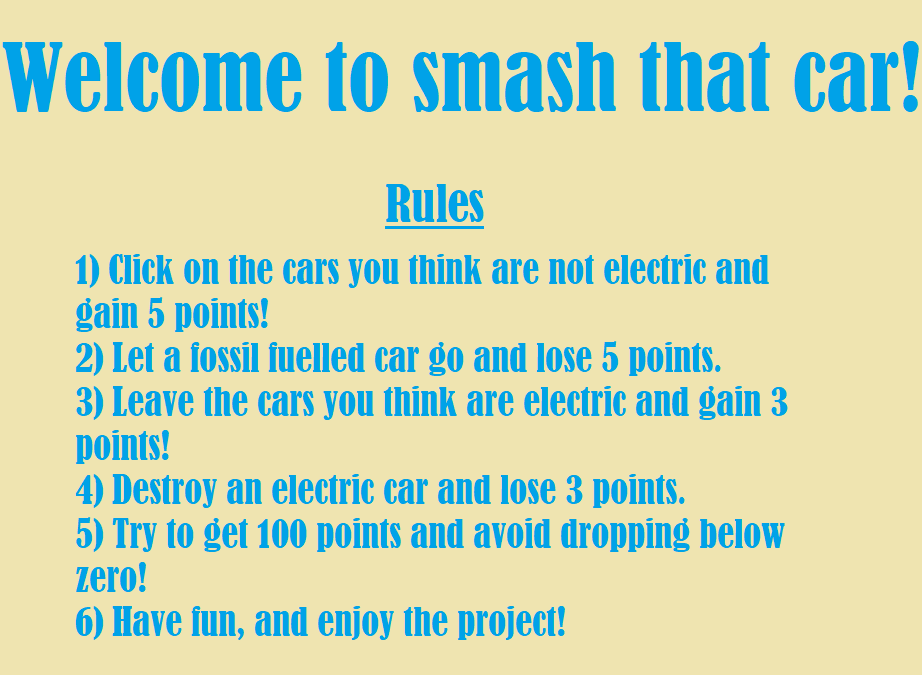 Welcome to smash that car!
Rules
1) Click on the cars you think are not electric and
gain 5 points!
2) Let a fossil fuelled car go and lose 5 points.
3) Leave the cars you think are electric and gain 3
points!
4) Destroy an electric car and lose 3 points.
5) Try to get 100 points and avoid dropping below
zero!
6) Have fun, and enjoy the project!